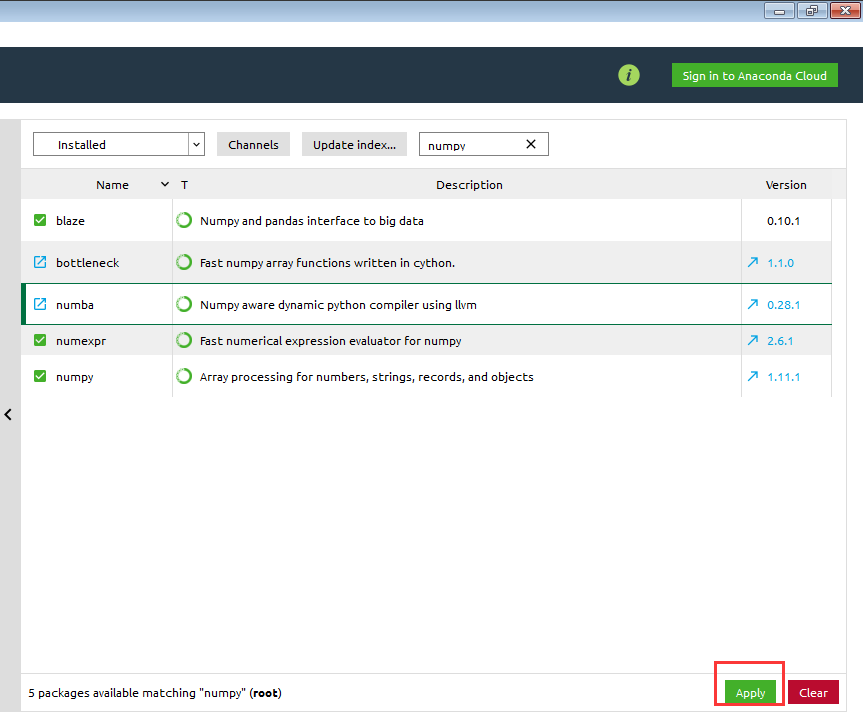 i
Sign in to Anaconda Cloud
Installed Channels Update index... numpy
Name T Description Version
blaze Numpy and pandas interface to big data 0.10.1
bottleneck Fast numpy array functions written in cython. 1.1.0
numba Numpy aware dynamic python compiler using llvm 0.28.1
numexpr Fast numerical expression evaluator for numpy 2.6.1
numpy Array processing for numbers, strings, records, and objects 1.11.1
5 packages available matching "numpy" (root) Apply Clear